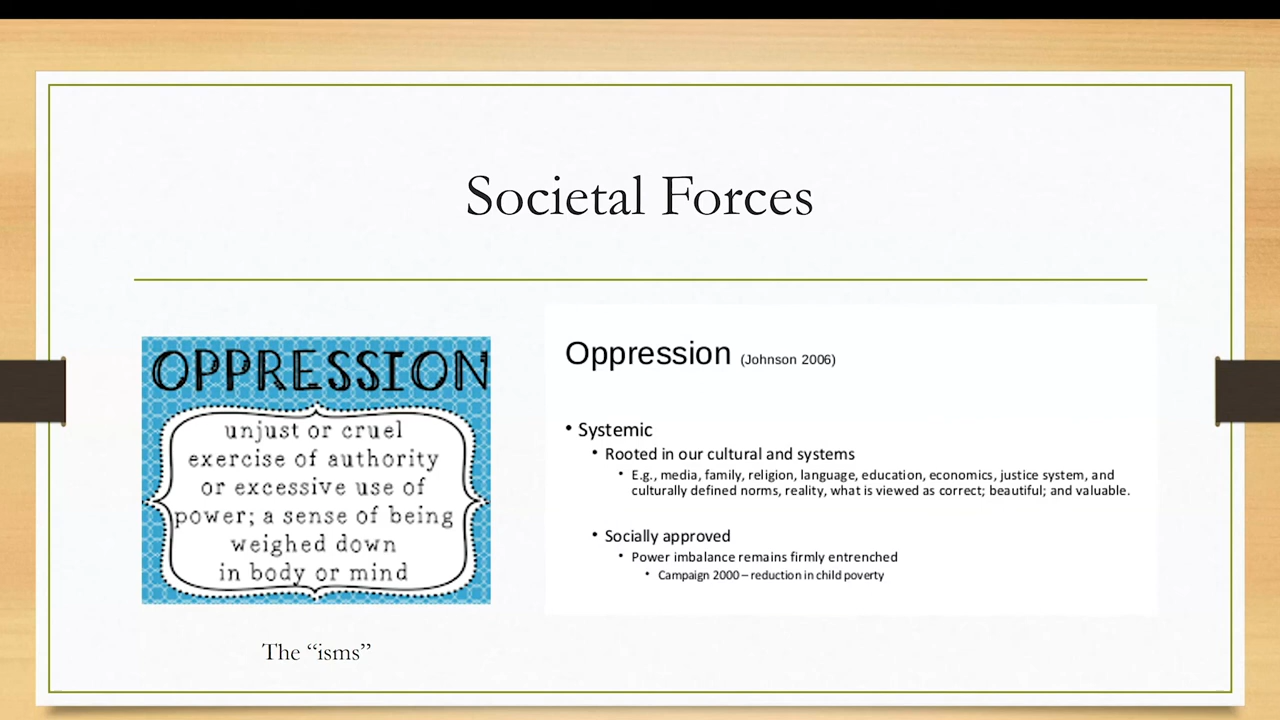 Societal Forces
OPPRESSION
unjust or cruel
exercise of authority
or excessive use of
power; a sense of being
weighed down
in body or mind
The “isms”
Oppression (Johnson 2006)
• Systemic
• Rooted in our cultural and systems
• E.g., media, family, religion, language, education, economics, justice system, and
culturally defined norms, reality, what is viewed as correct; beautiful; and valuable.
• Socially approved
• Power imbalance remains firmly entrenched
• Campaign 2000 – reduction in child poverty